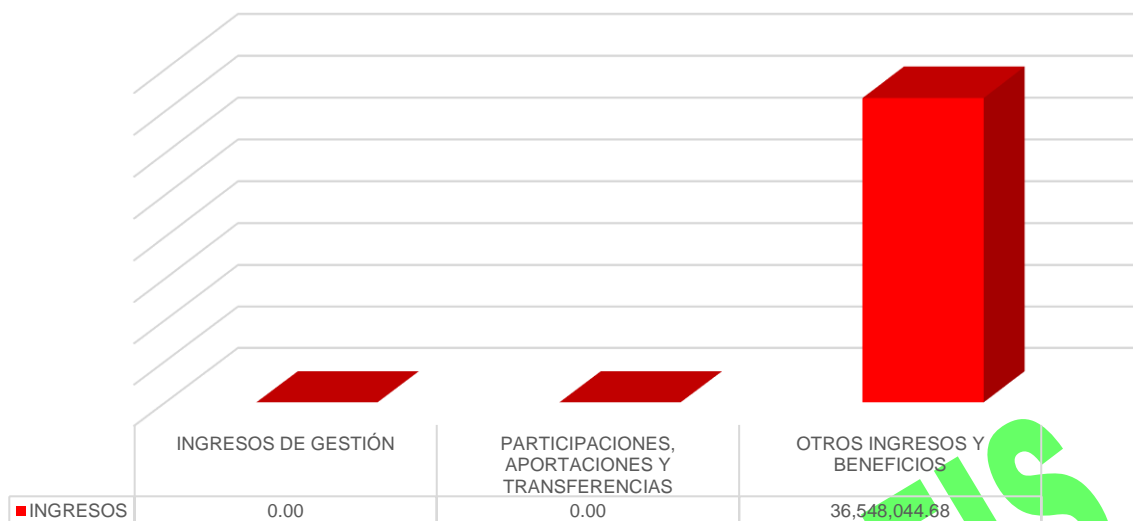 INGRESOS DE GESTIÓN
PARTICIPACIONES,
APORTACIONES Y
TRANSFERENCIAS
OTROS INGRESOS Y
BENEFICIOS
INGRESOS 0.00 0.00 36,548,044.68